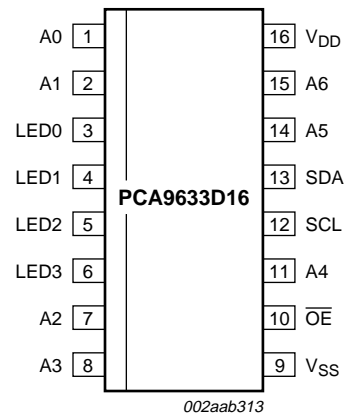 A0 1 16 VDD
A1 2 15 A6
LED0 3 14 A5
LED1 4 13 SDA
PCA9633D16
LED2 5 12 SCL
LED3 6 11 A4
A2 7 10 O̅E̅
A3 8 9 VSS
002aab313